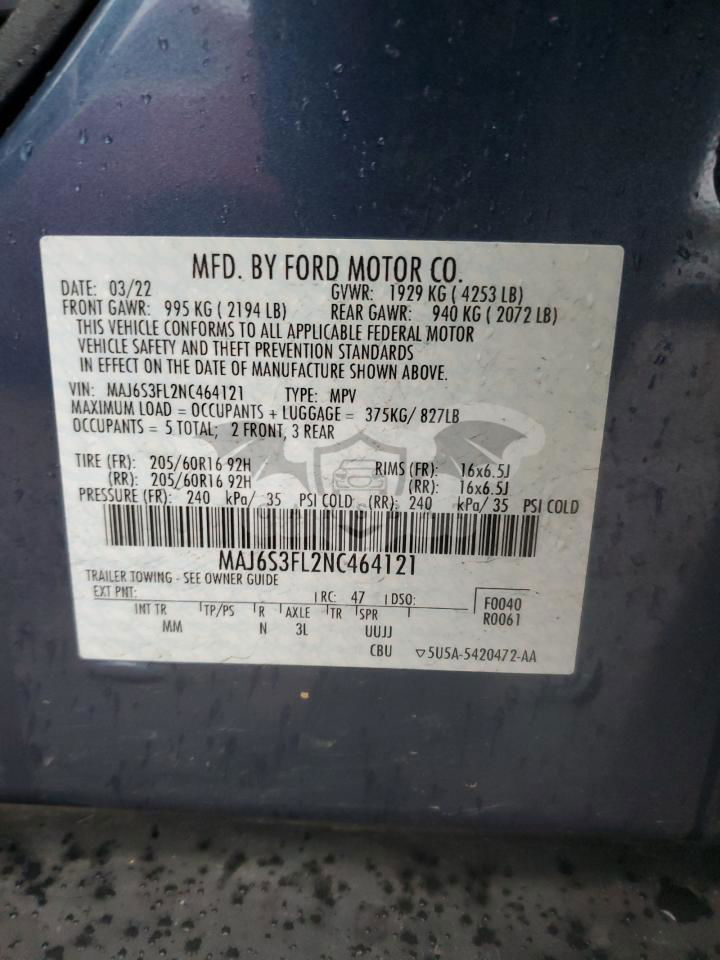 MFD. BY FORD MOTOR CO.
DATE: 03/22 GVWR: 1929 KG ( 4253 LB)
FRONT GAWR: 995 KG ( 2194 LB) REAR GAWR: 940 KG ( 2072 LB)
THIS VEHICLE CONFORMS TO ALL APPLICABLE FEDERAL MOTOR
VEHICLE SAFETY AND THEFT PREVENTION STANDARDS
IN EFFECT ON THE DATE OF MANUFACTURE SHOWN ABOVE.
VIN: MAJ6S3FL2NC464121 TYPE: MPV
MAXIMUM LOAD = OCCUPANTS + LUGGAGE = 375KG/ 827LB
OCCUPANTS = 5 TOTAL; 2 FRONT, 3 REAR
TIRE (FR): 205/60R16 92H RIMS (FR): 16x6.5J
(RR): 205/60R16 92H (RR): 16x6.5J
PRESSURE (FR): 240 kPa/ 35 PSI COLD (RR): 240 kPa/ 35 PSI COLD
MAJ6S3FL2NC464121
TRAILER TOWING - SEE OWNER GUIDE
EXT PNT: RC: 47 DSO: F0040
INT TR TP/PS R AXLE TR SPR R0061
MM N 3L UUJJ
CBU ▽5U5A-5420472-AA